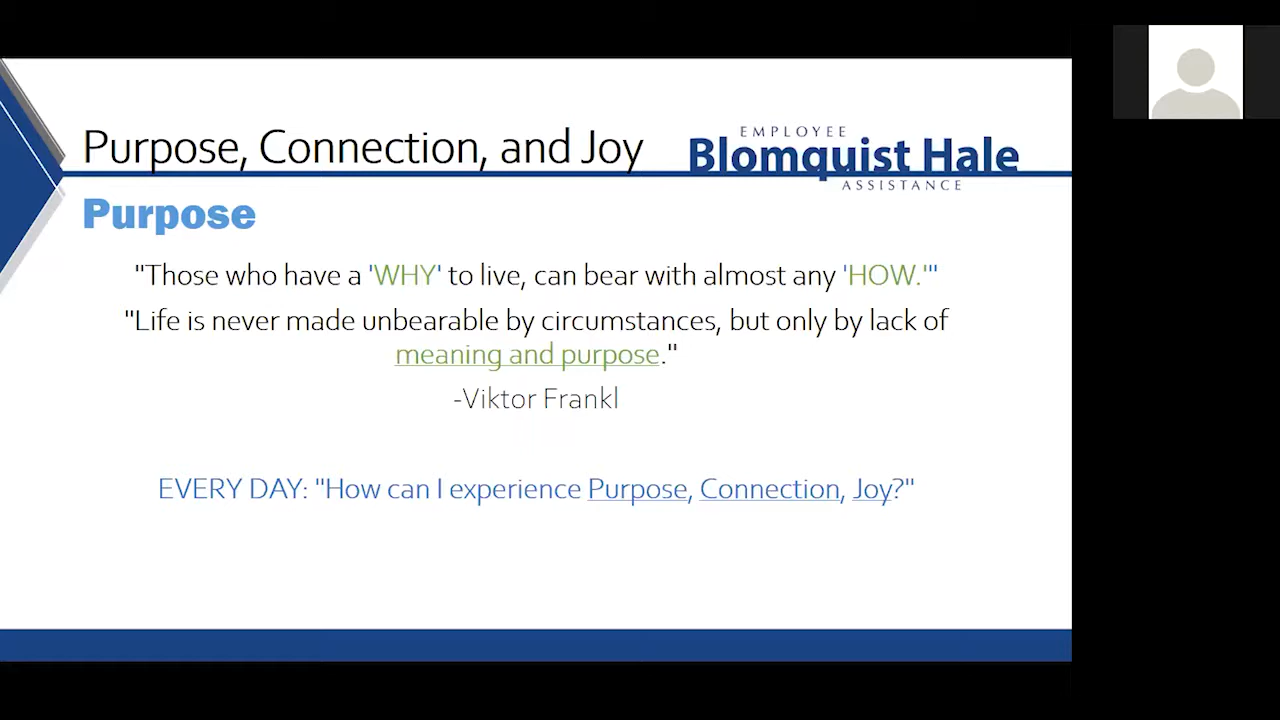 Purpose, Connection, and Joy
EMPLOYEE
Blomquist Hale
ASSISTANCE
Purpose
"Those who have a 'WHY' to live, can bear with almost any 'HOW.'"
"Life is never made unbearable by circumstances, but only by lack of
meaning and purpose."
-Viktor Frankl
EVERY DAY: "How can I experience Purpose, Connection, Joy?"